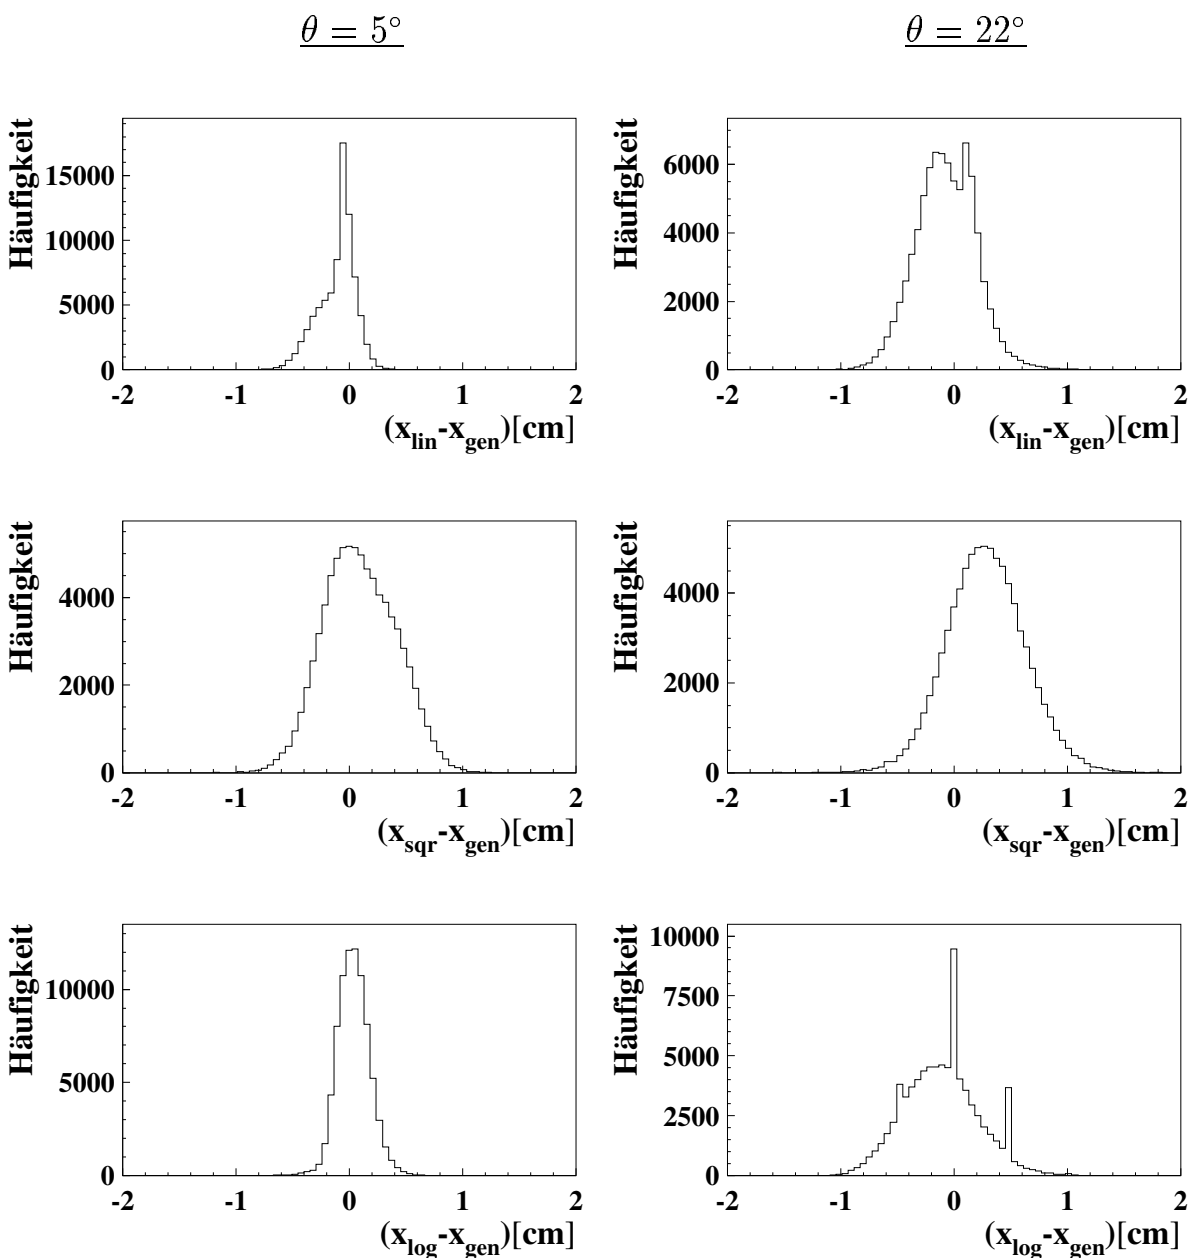 θ = 5° θ = 22°
Häufigkeit
15000
10000
5000
0
-2 -1 0 1 2
(x_lin-x_gen)[cm]
Häufigkeit
6000
4000
2000
0
-2 -1 0 1 2
(x_lin-x_gen)[cm]
Häufigkeit
4000
2000
0
-2 -1 0 1 2
(x_sqr-x_gen)[cm]
Häufigkeit
4000
2000
0
-2 -1 0 1 2
(x_sqr-x_gen)[cm]
Häufigkeit
10000
5000
0
-2 -1 0 1 2
(x_log-x_gen)[cm]
Häufigkeit
10000
7500
5000
2500
0
-2 -1 0 1 2
(x_log-x_gen)[cm]